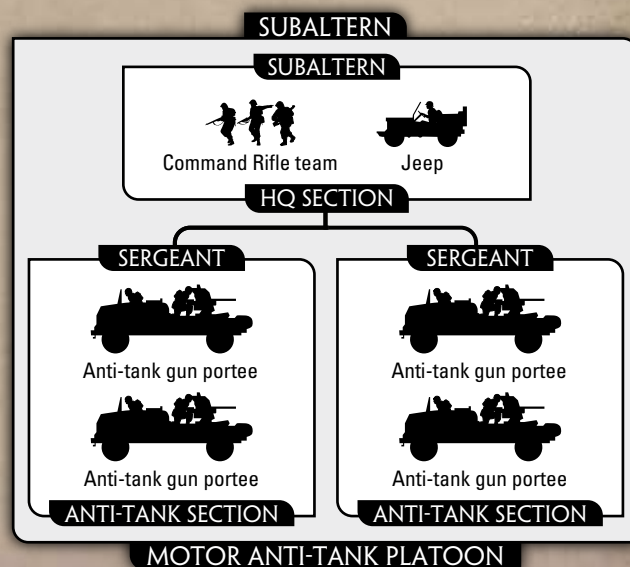 SUBALTERN
SUBALTERN
Command Rifle team
Jeep
HQ SECTION
SERGEANT
Anti-tank gun portee
Anti-tank gun portee
ANTI-TANK SECTION
SERGEANT
Anti-tank gun portee
Anti-tank gun portee
ANTI-TANK SECTION
MOTOR ANTI-TANK PLATOON